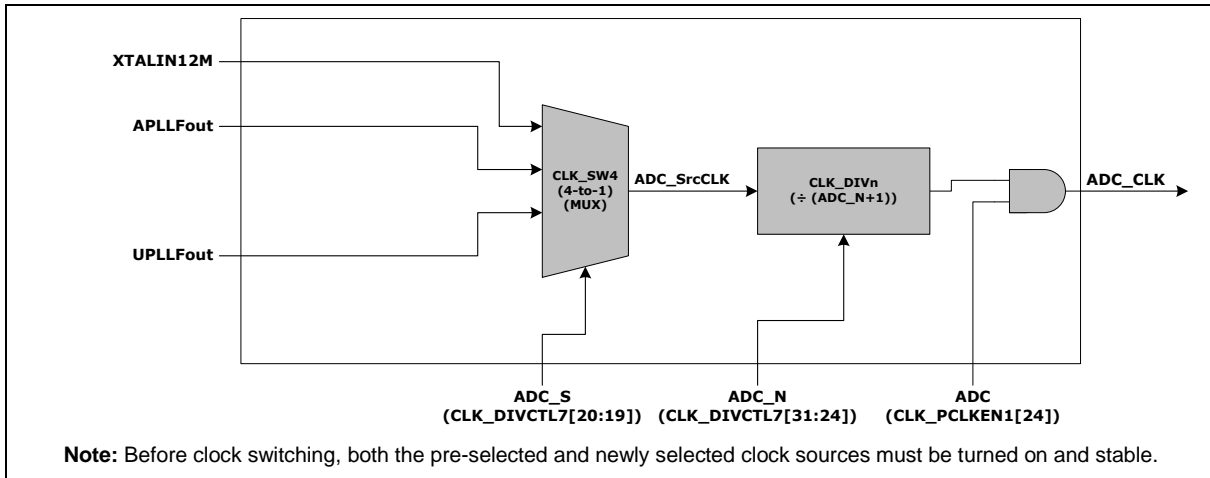 XTALIN12M
APLLFout
UPLLFout
CLK_SW4
(4-to-1)
(MUX)
ADC_SrcCLK
CLK_DIVn
(÷ (ADC_N+1))
ADC_CLK
ADC_S
(CLK_DIVCTL7[20:19])
ADC_N
(CLK_DIVCTL7[31:24])
ADC
(CLK_PCLKEN1[24])
Note: Before clock switching, both the pre-selected and newly selected clock sources must be turned on and stable.